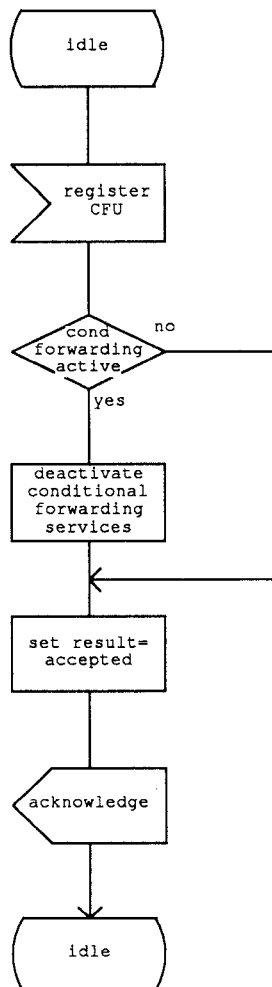 idle
register
CFU
no
cond
forwarding
active
yes
deactivate
conditional
forwarding
services
set result=
accepted
acknowledge
idle